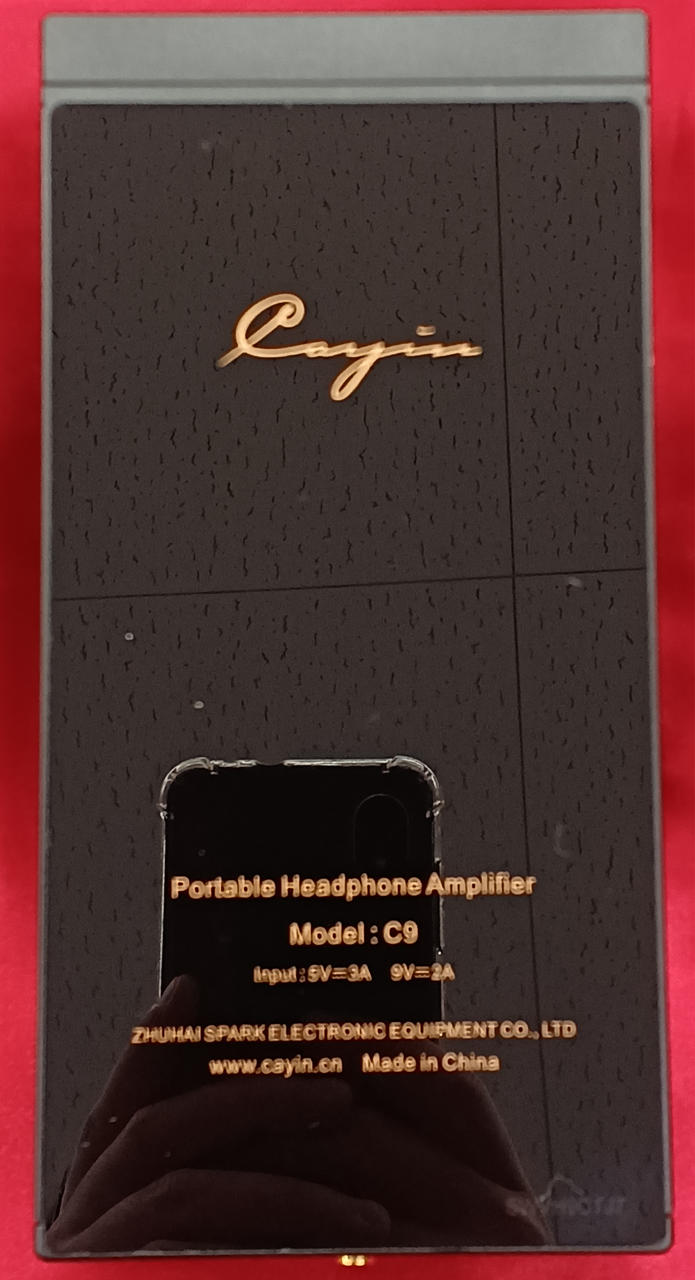 Cayin
Portable Headphone Amplifier
Model : C9
Input : 5V⎓3A 9V⎓2A
ZHUHAI SPARK ELECTRONIC EQUIPMENT CO., LTD
www.cayin.cn Made in China